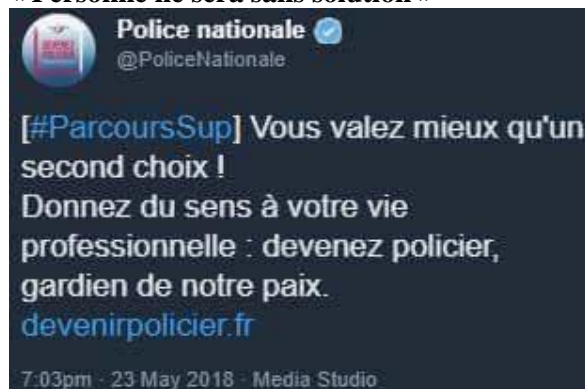 « Personne ne sera sans solution »
Police nationale
@PoliceNationale
[#ParcoursSup] Vous valez mieux qu'un
second choix !
Donnez du sens à votre vie
professionnelle : devenez policier,
gardien de notre paix.
devenirpolicier.fr
7:03pm · 23 May 2018 · Media Studio